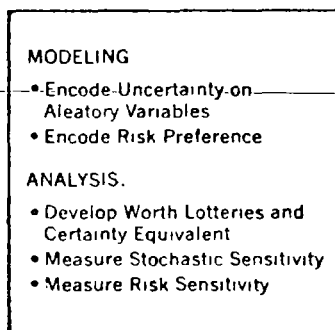 MODELING
• Encode Uncertainty on
Aleatory Variables
• Encode Risk Preference
ANALYSIS.
• Develop Worth Lotteries and
Certainty Equivalent
• Measure Stochastic Sensitivity
• Measure Risk Sensitivity